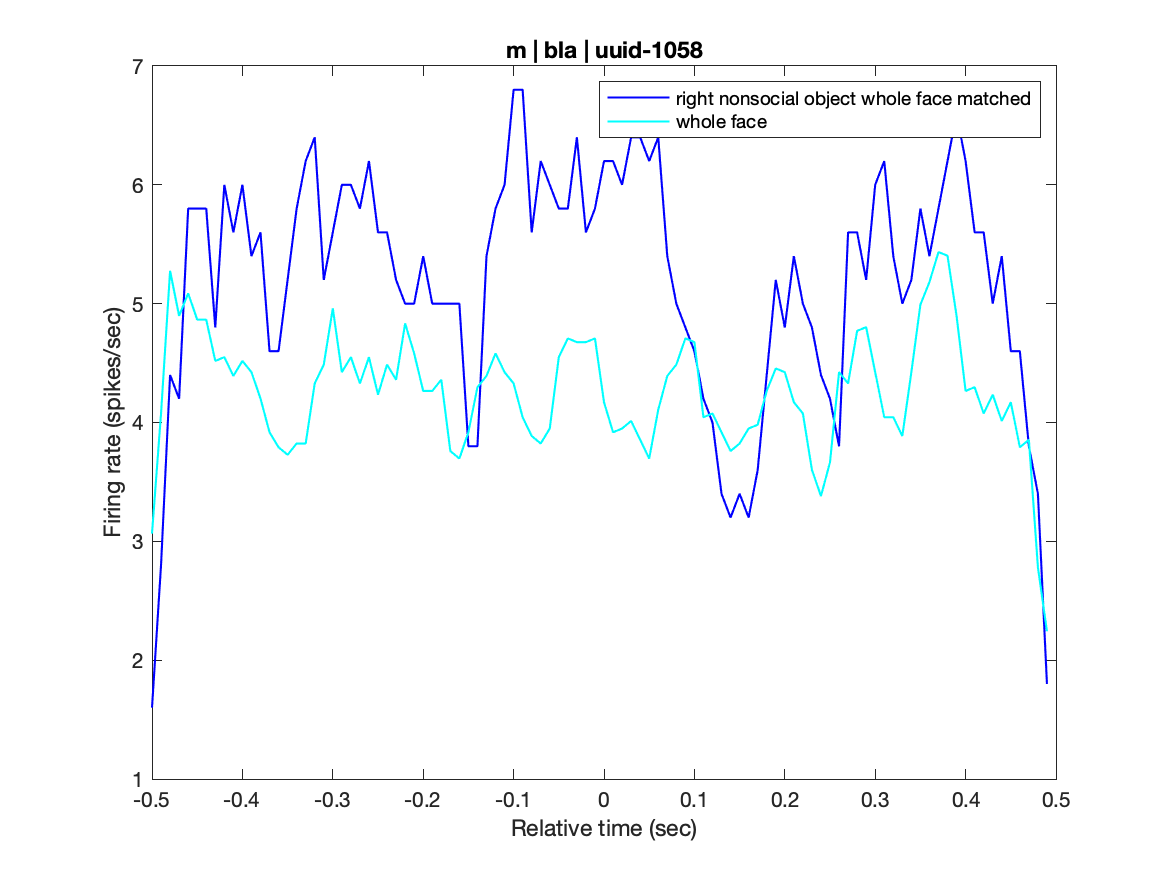 m | bla | uuid-1058
right nonsocial object whole face matched
whole face
Firing rate (spikes/sec)
7
6
5
4
3
2
1
-0.5 -0.4 -0.3 -0.2 -0.1 0 0.1 0.2 0.3 0.4 0.5
Relative time (sec)